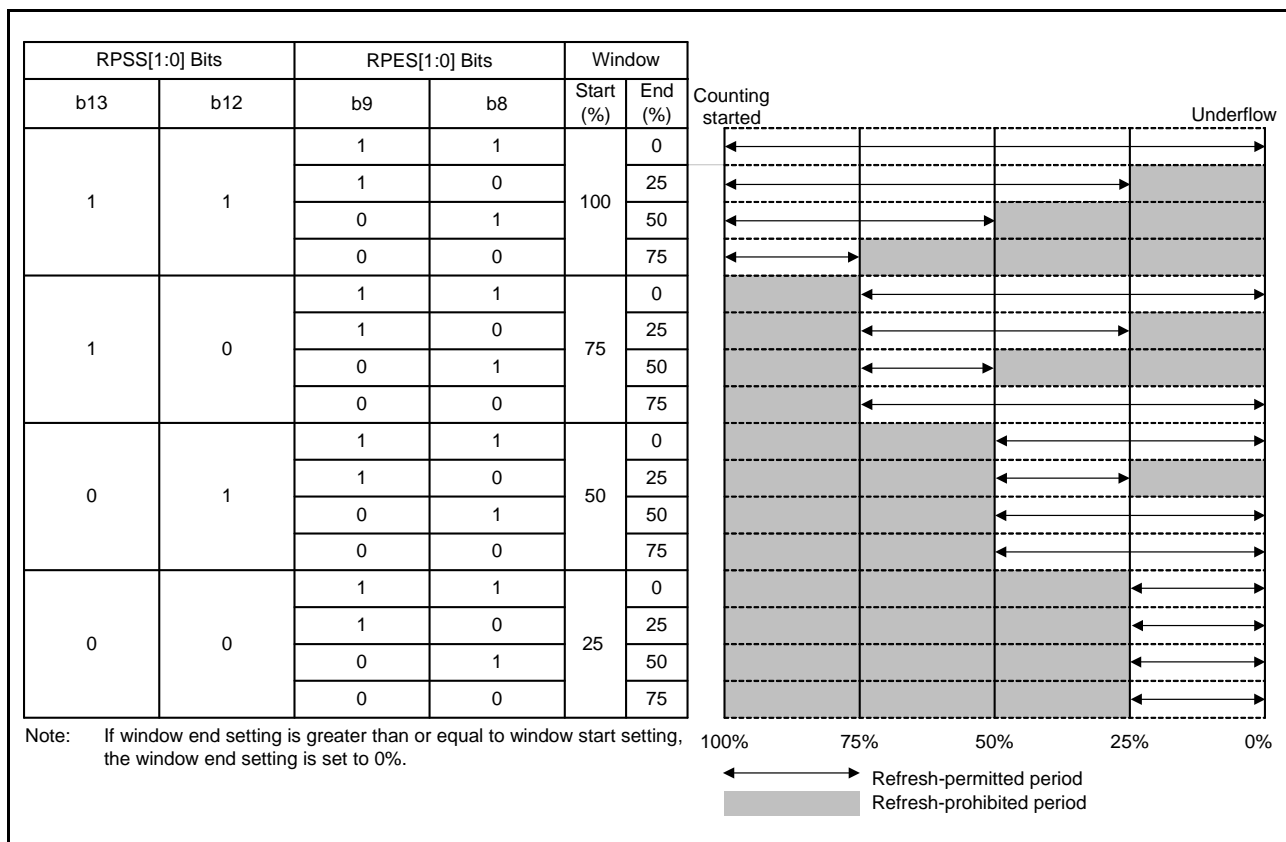 RPSS[1:0] Bits RPES[1:0] Bits Window
b13 b12 b9 b8 Start (%) End (%)
Counting started Underflow
1 1 100 1 1 0
1 0 25
0 1 50
0 0 75
1 0 75 1 1 0
1 0 25
0 1 50
0 0 75
0 1 50 1 1 0
1 0 25
0 1 50
0 0 75
0 0 25 1 1 0
1 0 25
0 1 50
0 0 75
Note: If window end setting is greater than or equal to window start setting,
the window end setting is set to 0%.
100% 75% 50% 25% 0%
Refresh-permitted period
Refresh-prohibited period